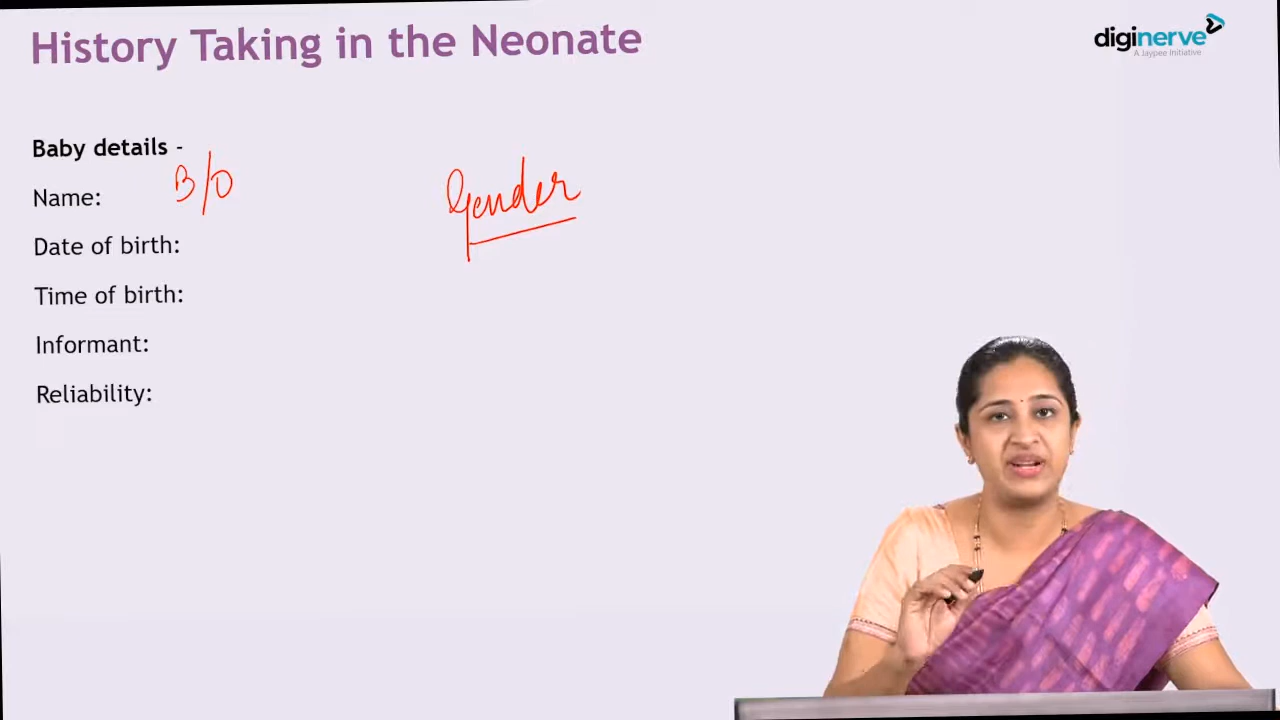 History Taking in the Neonate
diginerve
A Jaypee Initiative
Baby details -
Name: B/O
Gender
Date of birth:
Time of birth:
Informant:
Reliability: